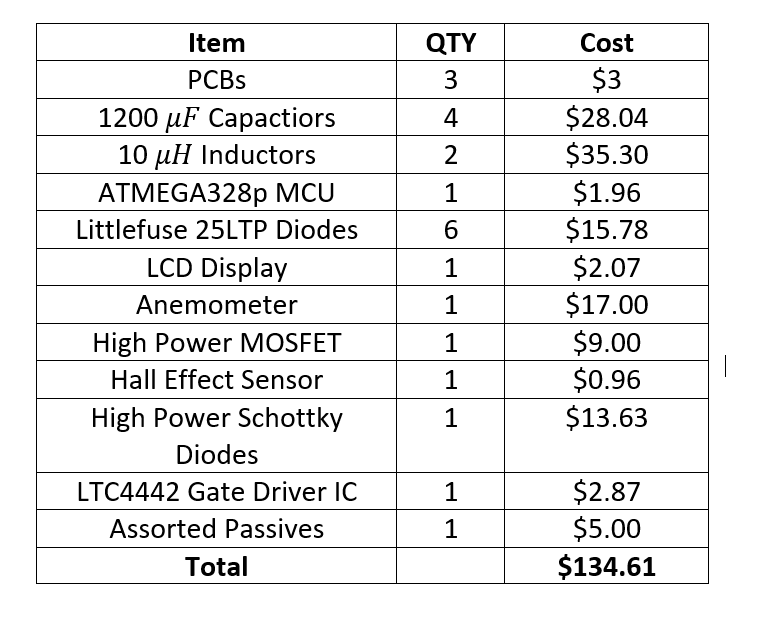 Item QTY Cost
PCBs 3 $3
1200 μF Capactiors 4 $28.04
10 μH Inductors 2 $35.30
ATMEGA328p MCU 1 $1.96
Littlefuse 25LTP Diodes 6 $15.78
LCD Display 1 $2.07
Anemometer 1 $17.00
High Power MOSFET 1 $9.00
Hall Effect Sensor 1 $0.96
High Power Schottky 1 $13.63
Diodes
LTC4442 Gate Driver IC 1 $2.87
Assorted Passives 1 $5.00
Total $134.61